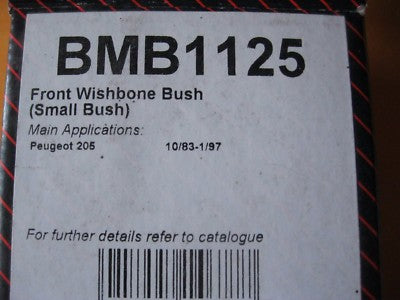 BMB1125
Front Wishbone Bush
(Small Bush)
Main Applications:
Peugeot 205 10/83-1/97
For further details refer to catalogue